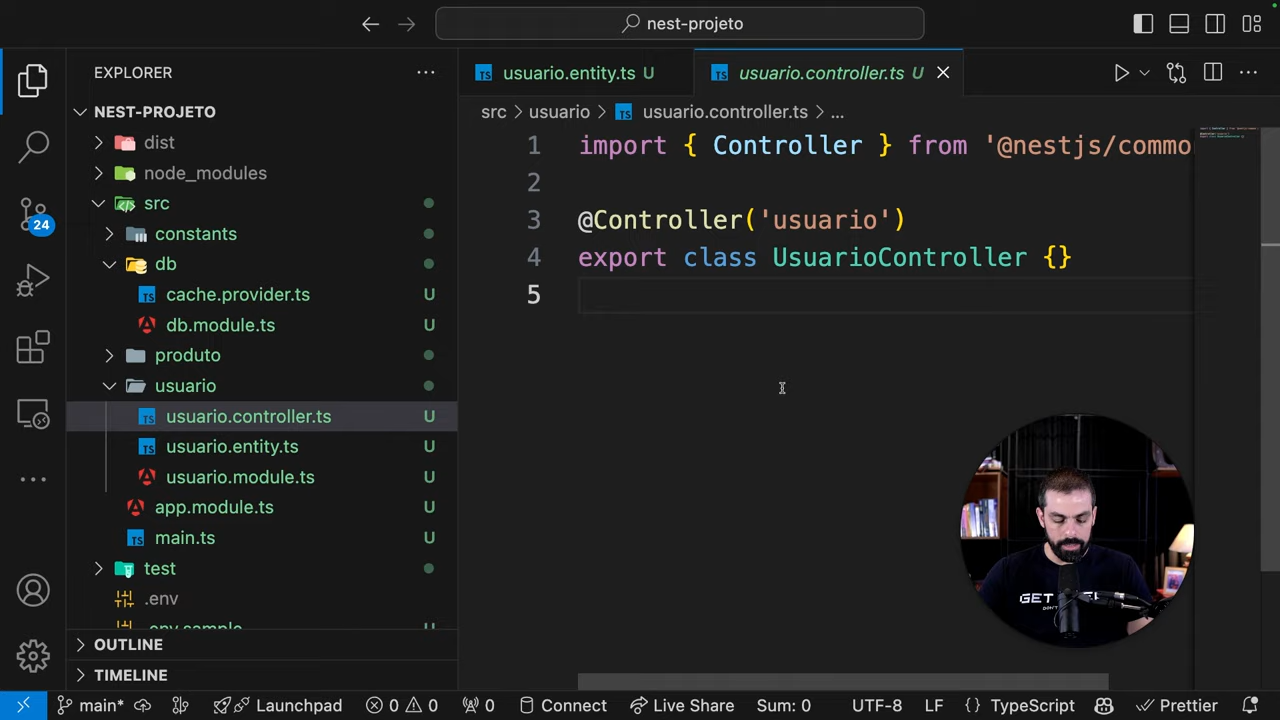 nest-projeto
EXPLORER
NEST-PROJETO
dist
node_modules
src
constants
db
cache.provider.ts U
db.module.ts U
produto
usuario
usuario.controller.ts U
usuario.entity.ts U
usuario.module.ts U
app.module.ts U
main.ts U
test
.env
.env.sample U
OUTLINE
TIMELINE
24
usuario.entity.ts U
usuario.controller.ts U
src > usuario > TS usuario.controller.ts > ...
1 import { Controller } from '@nestjs/commo
2
3 @Controller('usuario')
4 export class UsuarioController {}
5
GET
main* Launchpad 0 0 0 Connect Live Share Sum: 0 UTF-8 LF {} TypeScript Prettier